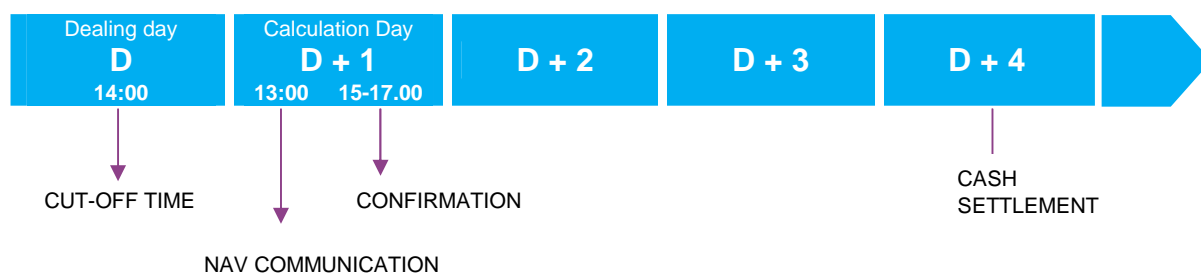 Dealing day
D
14:00
Calculation Day
D + 1
13:00 15-17.00
D + 2
D + 3
D + 4
CUT-OFF TIME
CONFIRMATION
CASH
SETTLEMENT
NAV COMMUNICATION